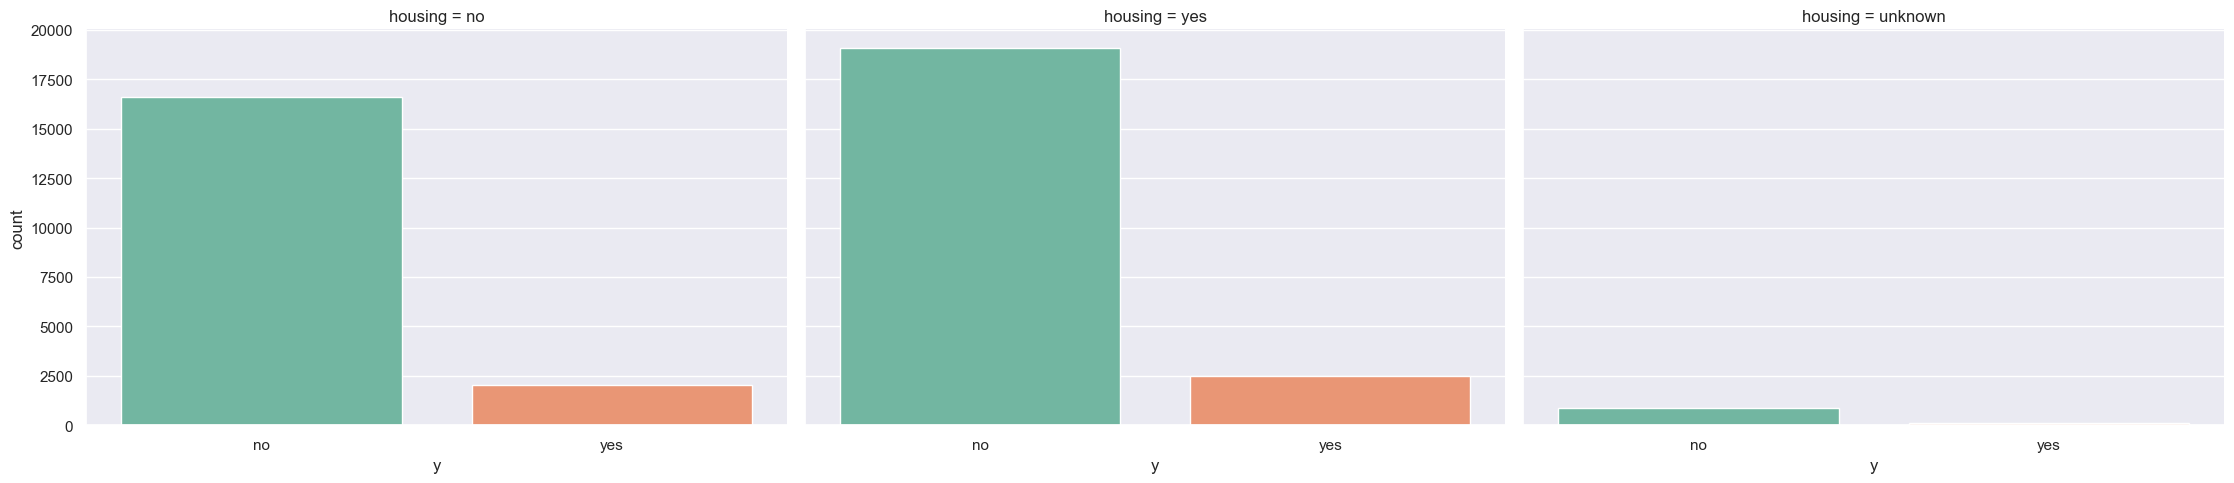 housing = no
housing = yes
housing = unknown
20000
17500
15000
12500
10000
7500
5000
2500
0
count
no
yes
no
yes
no
yes
y
y
y